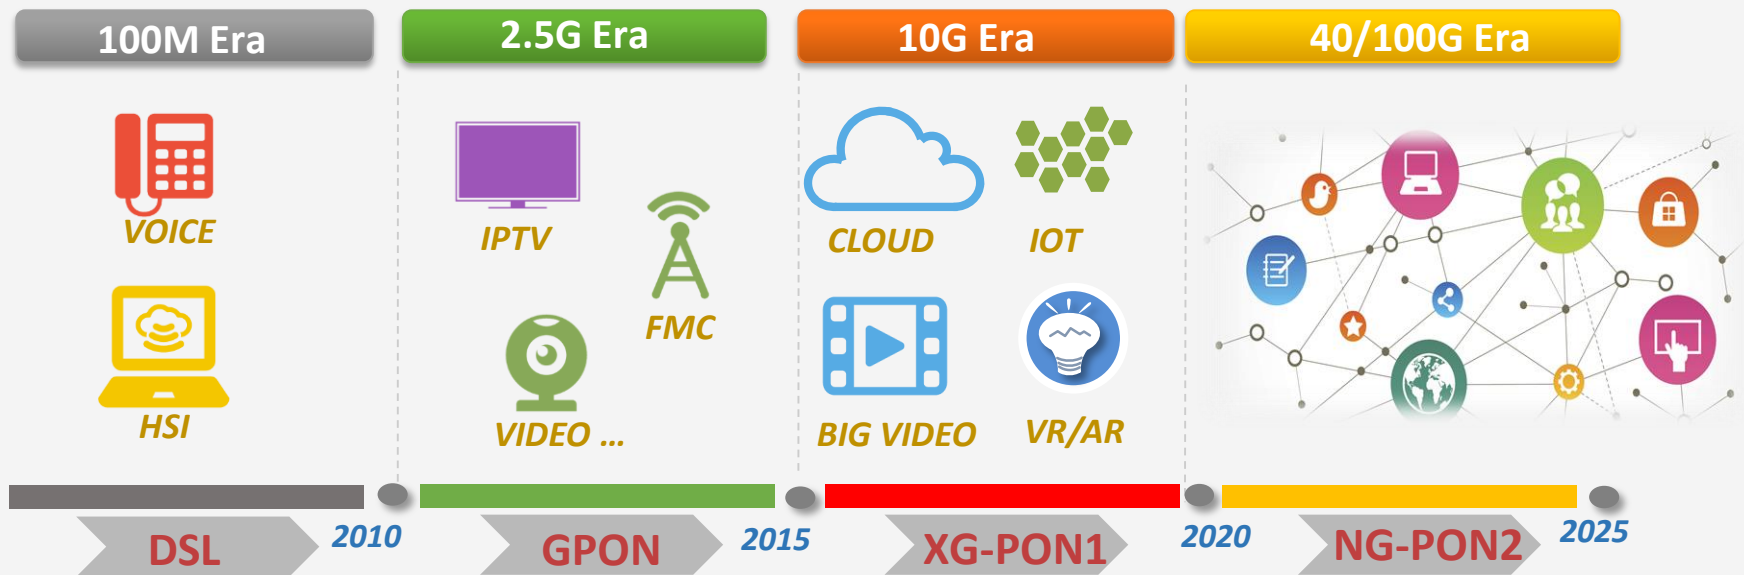 100M Era
2.5G Era
10G Era
40/100G Era
VOICE
HSI
IPTV
FMC
VIDEO ...
CLOUD
IOT
BIG VIDEO
VR/AR
DSL
2010
GPON
2015
XG-PON1
2020
NG-PON2
2025